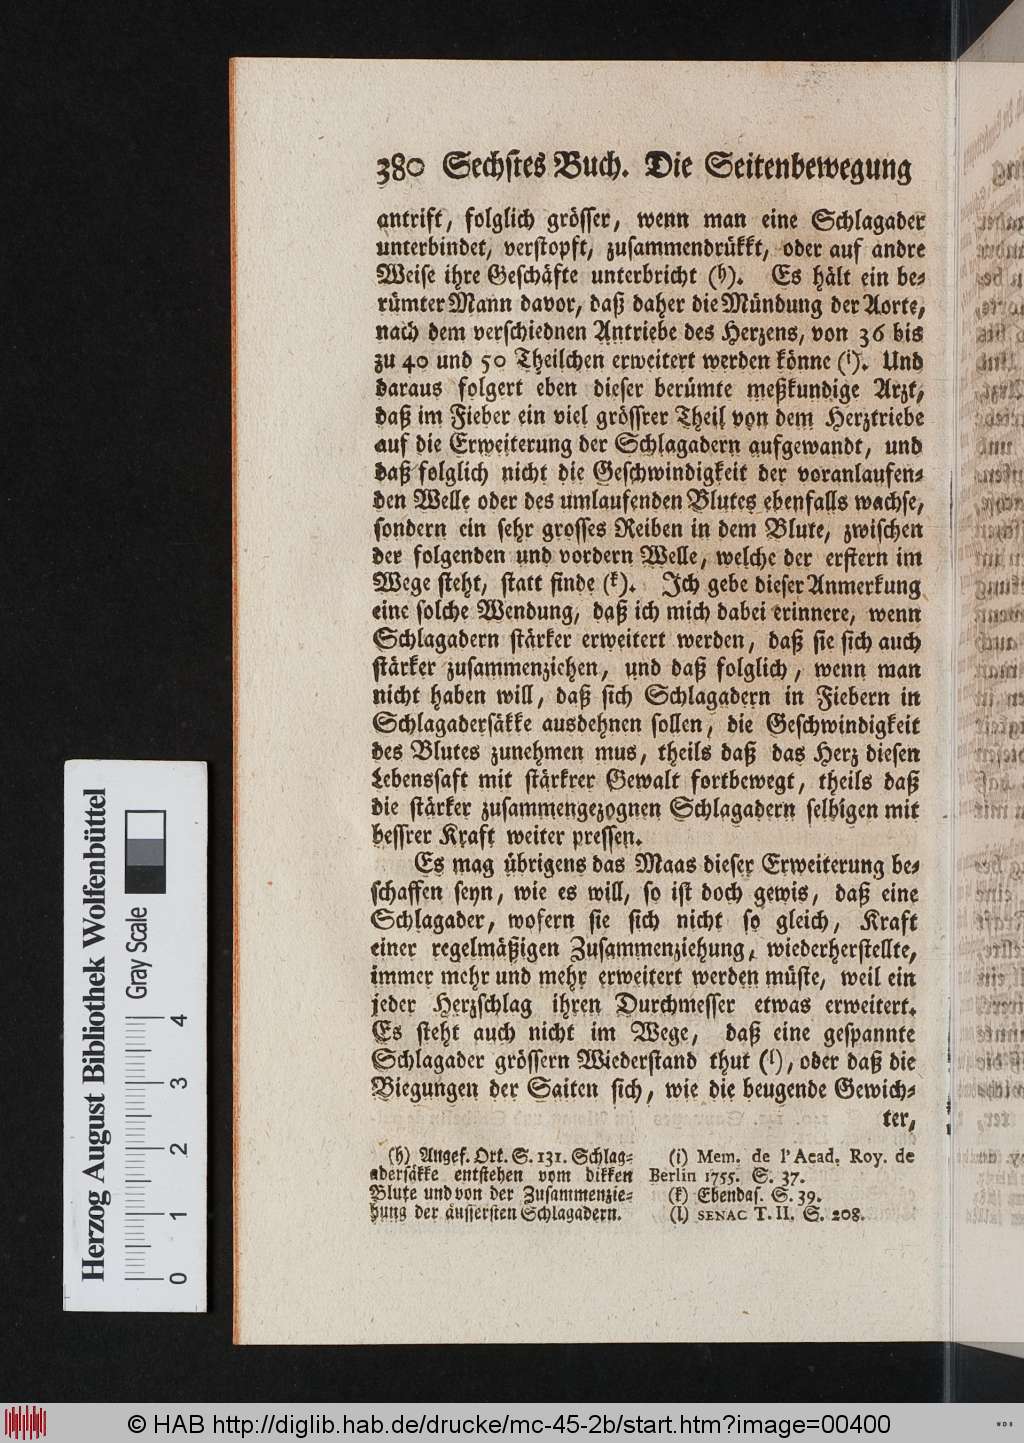 380 Sechstes Buch. Die Seitenbewegung
antrift, folglich grösser, wenn man eine Schlagader
unterbindet, verstopft, zusammendrükkt, oder auf andre
Weise ihre Geschäfte unterbricht (h). Es hält ein be-
rümter Mann davor, daß daher die Mündung der Aorte,
nach dem verschiednen Antriebe des Herzens, von 36 bis
zu 40 und 50 Theilchen erweitert werden könne (i). Und
daraus folgert eben dieser berümte meßkundige Arzt,
daß im Fieber ein viel grössrer Theil von dem Herztriebe
auf die Erweiterung der Schlagadern aufgewandt, und
daß folglich nicht die Geschwindigkeit der voranlaufen-
den Welle oder des umlaufenden Blutes ebenfalls wachse,
sondern ein sehr grosses Reiben in dem Blute, zwischen
der folgenden und vordern Welle, welche der erstern im
Wege steht, statt finde (k). Ich gebe dieser Anmerkung
eine solche Wendung, daß ich mich dabei erinnere, wenn
Schlagadern stärker erweitert werden, daß sie sich auch
stärker zusammenziehen, und daß folglich, wenn man
nicht haben will, daß sich Schlagadern in Fiebern in
Schlagadersäkke ausdehnen sollen, die Geschwindigkeit
des Blutes zunehmen mus, theils daß das Herz diesen
Lebenssaft mit stärkrer Gewalt fortbewegt, theils daß
die stärker zusammengezognen Schlagadern selbigen mit
bessrer Kraft weiter pressen.
Es mag übrigens das Maas dieser Erweiterung be-
schaffen seyn, wie es will, so ist doch gewis, daß eine
Schlagader, wofern sie sich nicht so gleich, Kraft
einer regelmäßigen Zusammenziehung, wiederherstellte,
immer mehr und mehr erweitert werden müste, weil ein
jeder Herzschlag ihren Durchmesser etwas erweitert.
Es steht auch nicht im Wege, daß eine gespannte
Schlagader grössern Wiederstand thut (l), oder daß die
Biegungen der Saiten sich, wie die beugende Gewich-
ter,
(h) Angef. Ort. S. 131. Schlag-
adersäkke entstehen vom dikken
Blute und von der Zusammenzie-
hung der äussersten Schlagadern.
(i) Mem. de l'Acad. Roy. de
Berlin 1755. S. 37.
(k) Ebendas. S. 39.
(l) SENAC T. II. S. 208.
Herzog August Bibliothek Wolfenbüttel
Gray Scale
0 1 2 3 4
© HAB http://diglib.hab.de/drucke/mc-45-2b/start.htm?image=00400